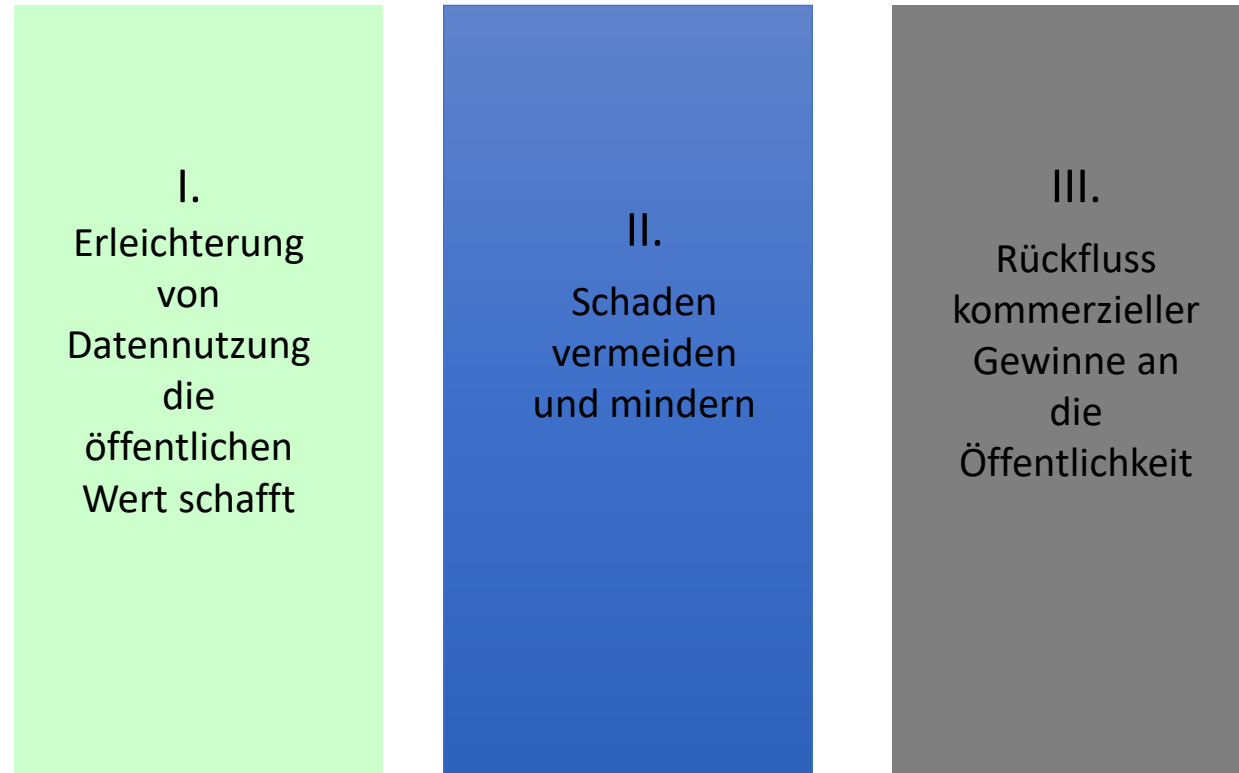 I.
Erleichterung
von
Datennutzung
die
öffentlichen
Wert schafft
II.
Schaden
vermeiden
und mindern
III.
Rückfluss
kommerzieller
Gewinne an
die
Öffentlichkeit